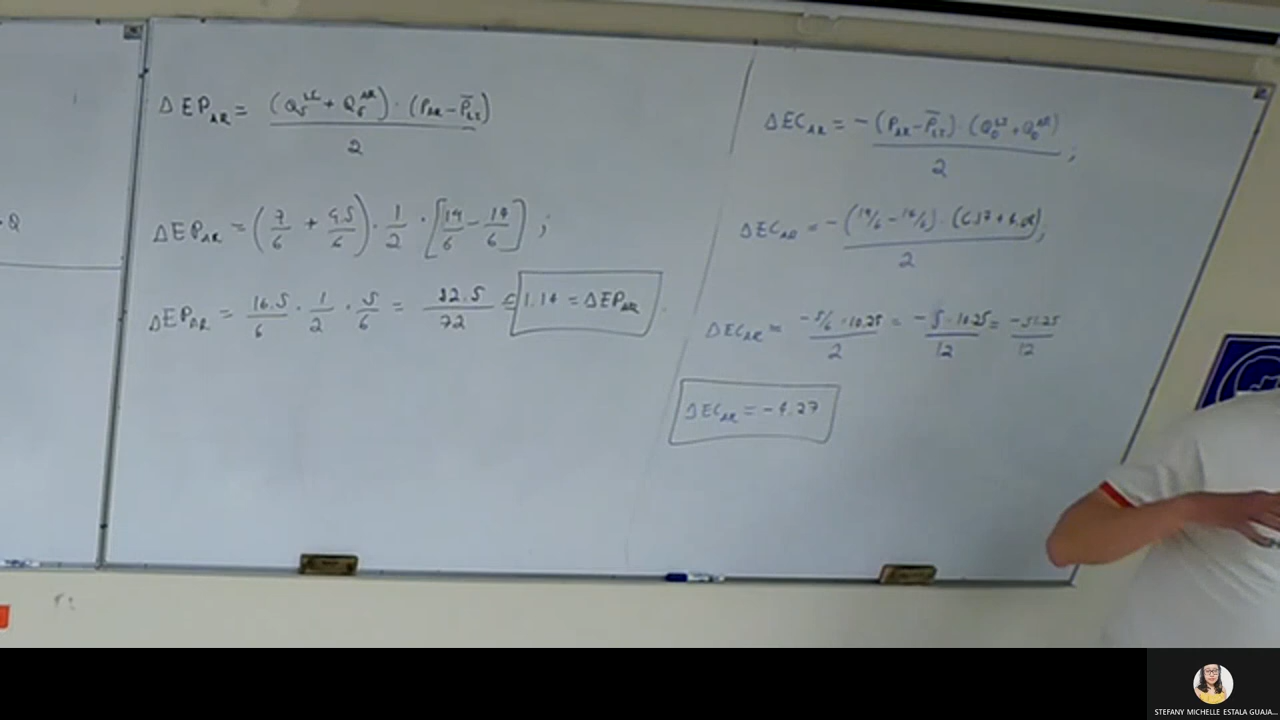 · Q
ΔEP_AR = (Q_S^LC + Q_S^AR) · (P_AR − P̄_LC) / 2
ΔEP_AR = (7/6 + 9.5/6) · 1/2 · [19/6 − 14/6] ;
ΔEP_AR = 16.5/6 · 1/2 · 5/6 = 82.5/72 = 1.14 = ΔEP_AR
ΔEC_AR = −(P_AR − P̄_LC) · (Q_D^LC + Q_D^AR) / 2 ;
ΔEC_AR = −(19/6 − 14/6) · / 2 ;
ΔEC_AR = −5/6 · 10.25 / 2 = −5 · 10.25 / 12 = −51.25 / 12
ΔEC_AR = −4.27
STEFANY MICHELLE ESTALA GUAJA...